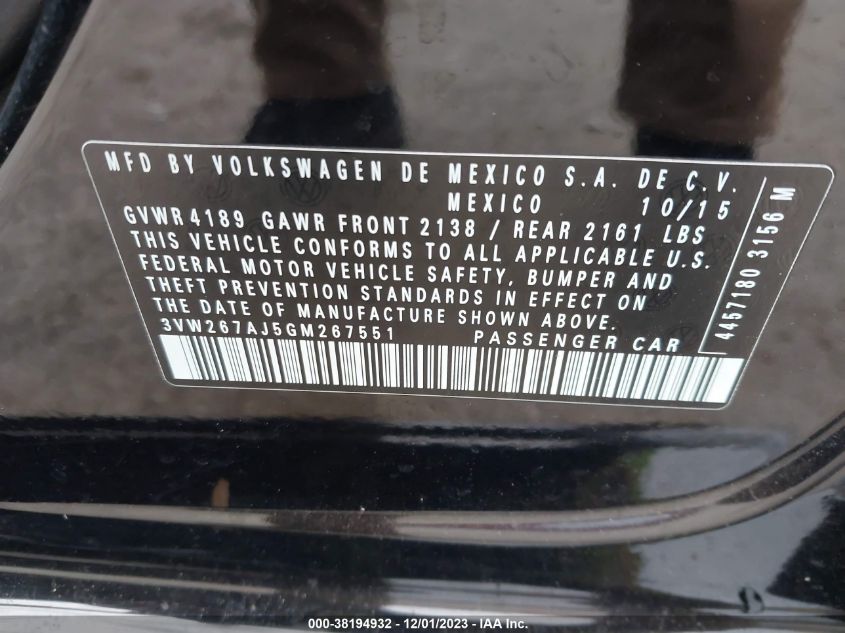 MFD BY VOLKSWAGEN DE MEXICO S.A. DE C.V.
MEXICO 10/15
GVWR4189 GAWR FRONT 2138 / REAR 2161 LBS
THIS VEHICLE CONFORMS TO ALL APPLICABLE U.S.
FEDERAL MOTOR VEHICLE SAFETY, BUMPER AND
THEFT PREVENTION STANDARDS IN EFFECT ON
THE DATE OF MANUFACTURE SHOWN ABOVE.
3VW267AJ5GM267551 PASSENGER CAR
4457180 3156 M
000-38194932 - 12/01/2023 - IAA Inc.